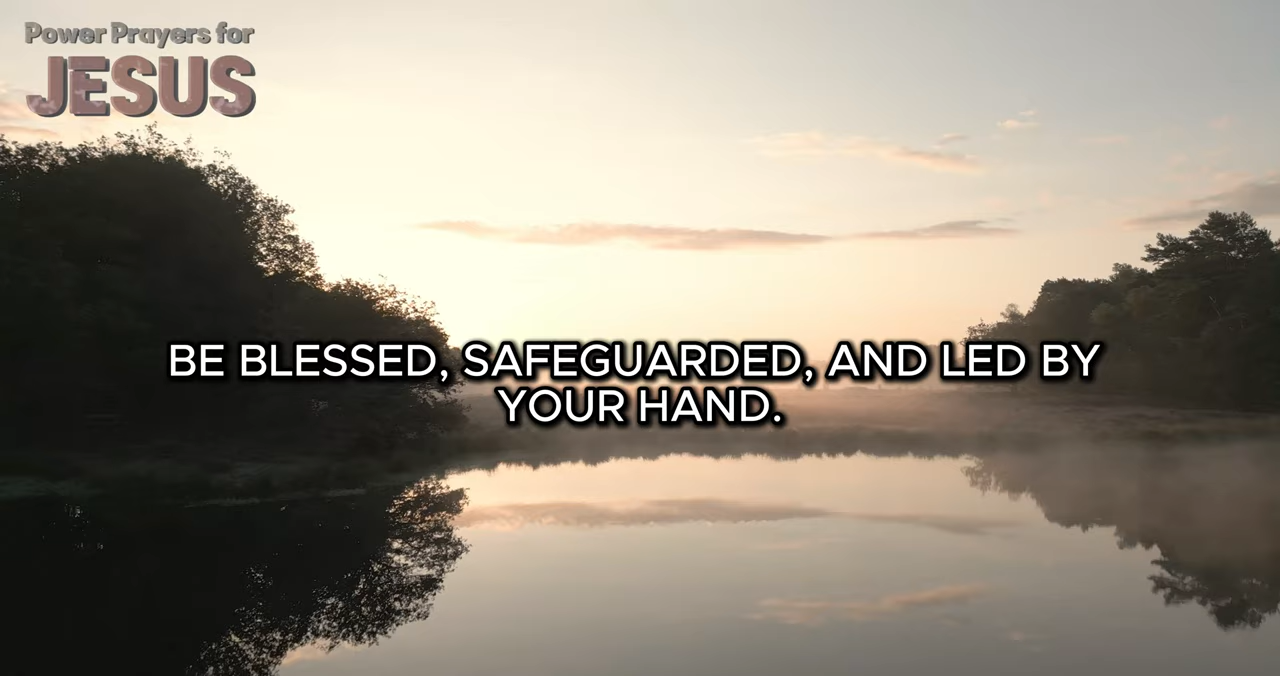 Power Prayers for
JESUS
BE BLESSED, SAFEGUARDED, AND LED BY
YOUR HAND.